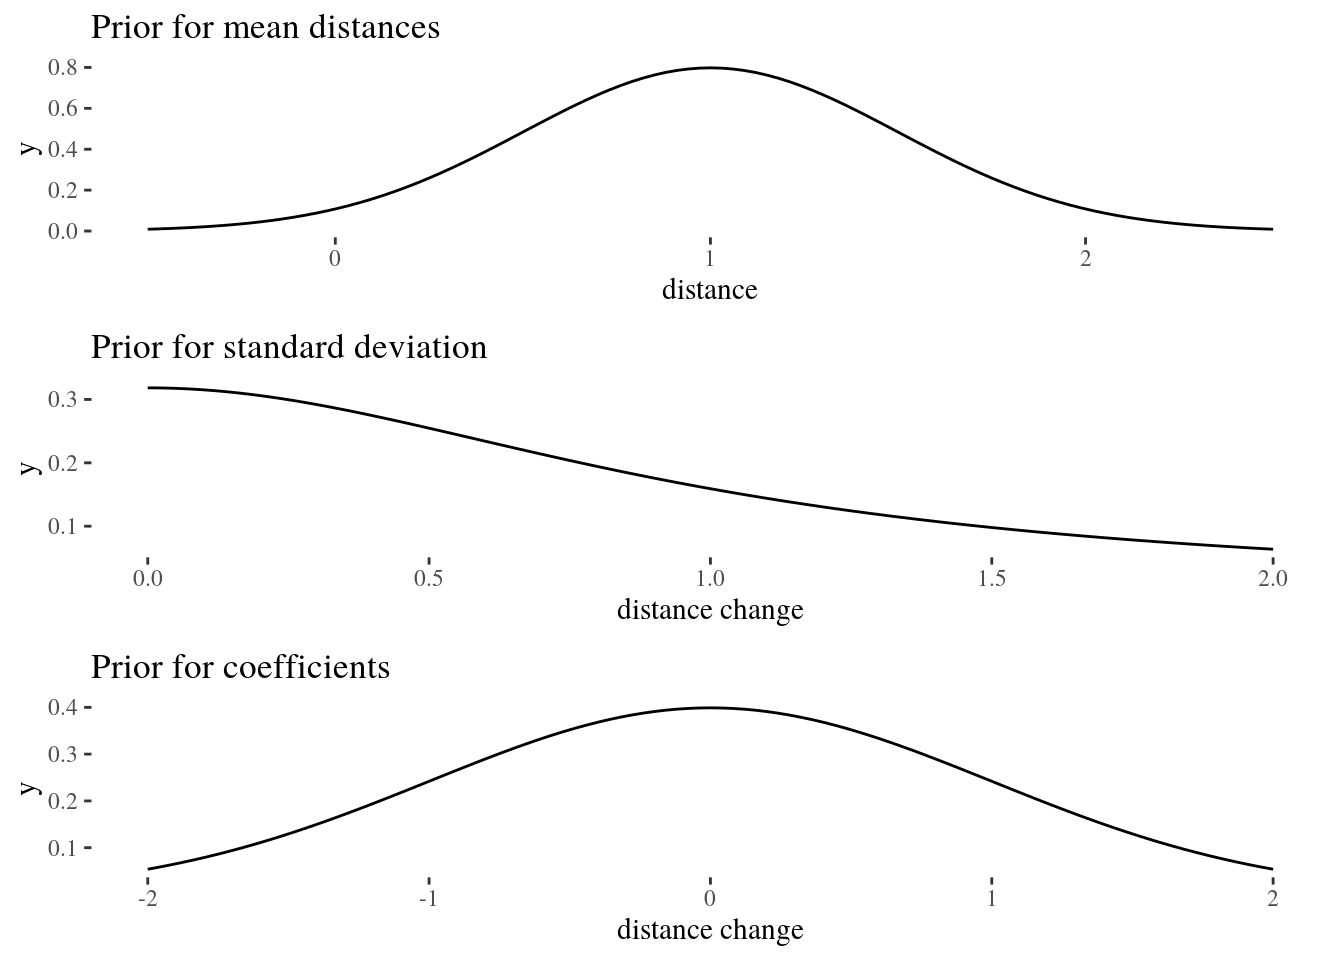 Prior for mean distances
0.8
0.6
0.4
0.2
0.0
y
0 1 2
distance
Prior for standard deviation
0.3
0.2
0.1
y
0.0 0.5 1.0 1.5 2.0
distance change
Prior for coefficients
0.4
0.3
0.2
0.1
y
-2 -1 0 1 2
distance change